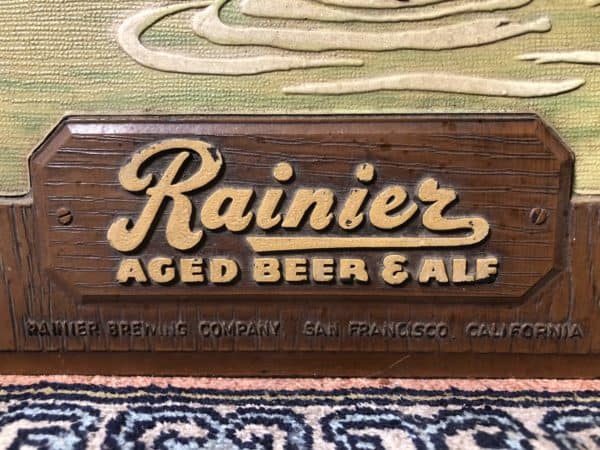 Rainier
AGED BEER & ALE
RAINIER BREWING COMPANY. SAN FRANCISCO, CALIFORNIA